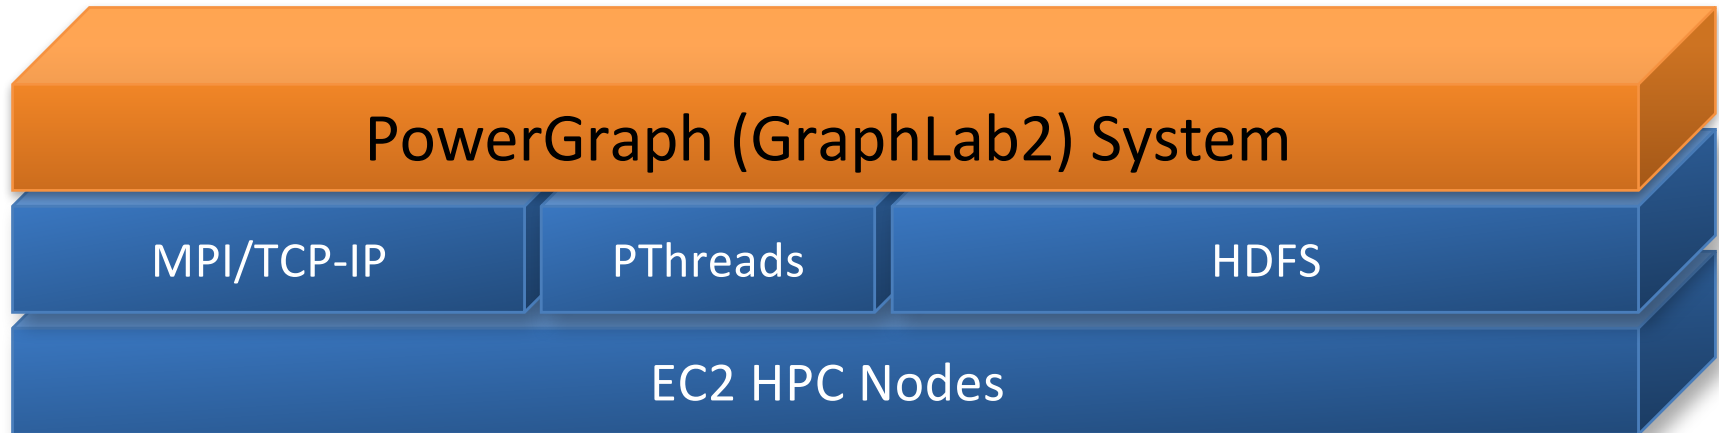 PowerGraph (GraphLab2) System
MPI/TCP-IP PThreads HDFS
EC2 HPC Nodes